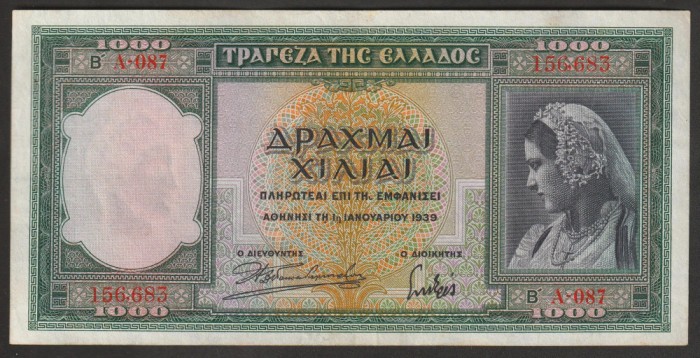 1000 1000
ΤΡΑΠΕΖΑ ΤΗΣ ΕΛΛΑΔΟΣ
Β΄ Α·087 156,683
ΔΡΑΧΜΑΙ
ΧΙΛΙΑΙ
ΠΛΗΡΩΤΕΑΙ ΕΠΙ ΤΗ ΕΜΦΑΝΙΣΕΙ
ΑΘΗΝΗΣΙ ΤΗ 1η ΙΑΝΟΥΑΡΙΟΥ 1939
Ο ΔΙΕΥΘΥΝΤΗΣ Ο ΔΙΟΙΚΗΤΗΣ
156,683 Β΄ Α·087
1000 1000